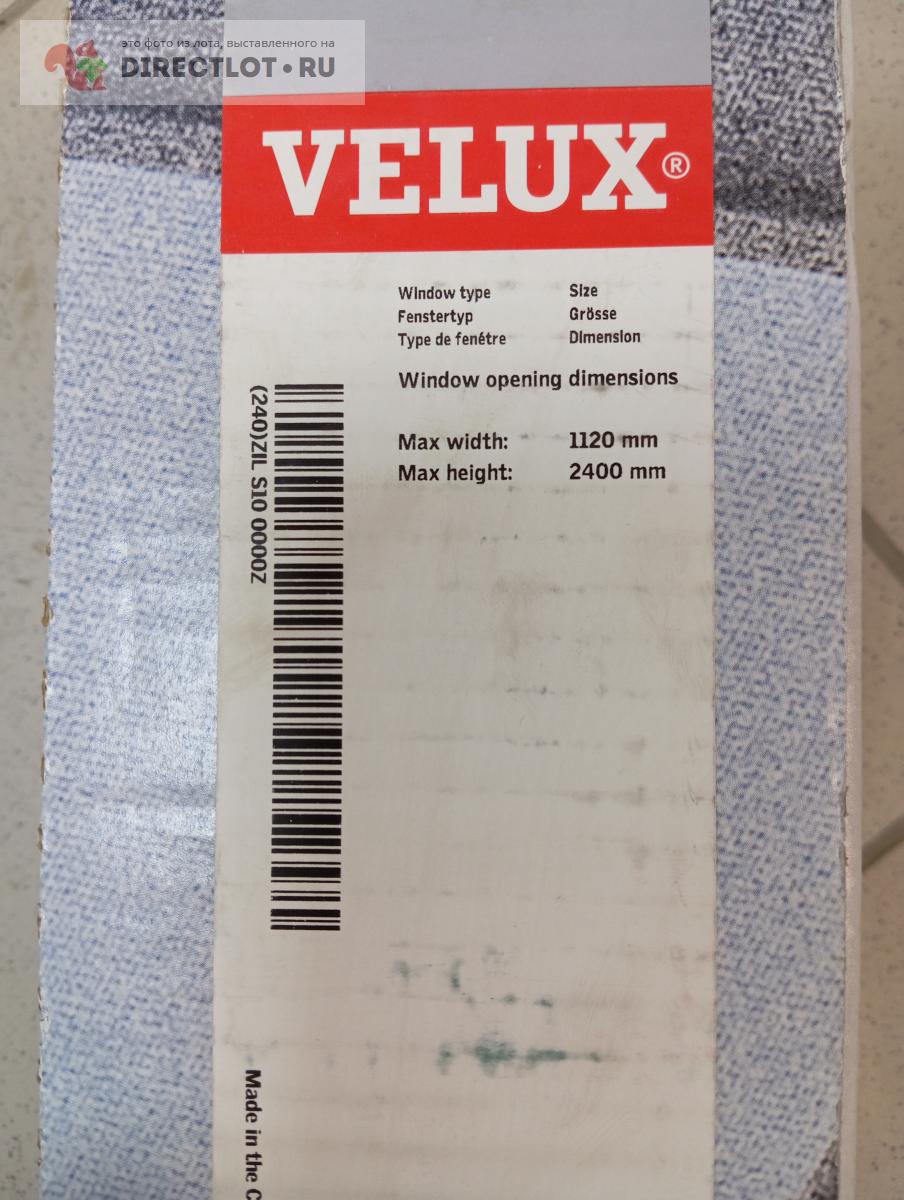 это фото из лота, выставленного на
DIRECTLOT•RU
VELUX®
Window type Size
Fenstertyp Grösse
Type de fenétre Dimension
Window opening dimensions
Max width: 1120 mm
Max height: 2400 mm
(240)ZIL S10 0000Z
Made in the C